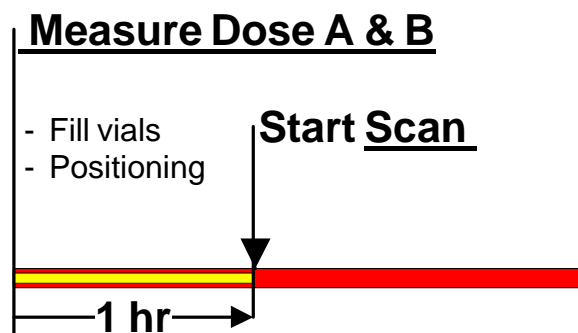 Measure Dose A & B
- Fill vials
- Positioning
Start Scan
1 hr